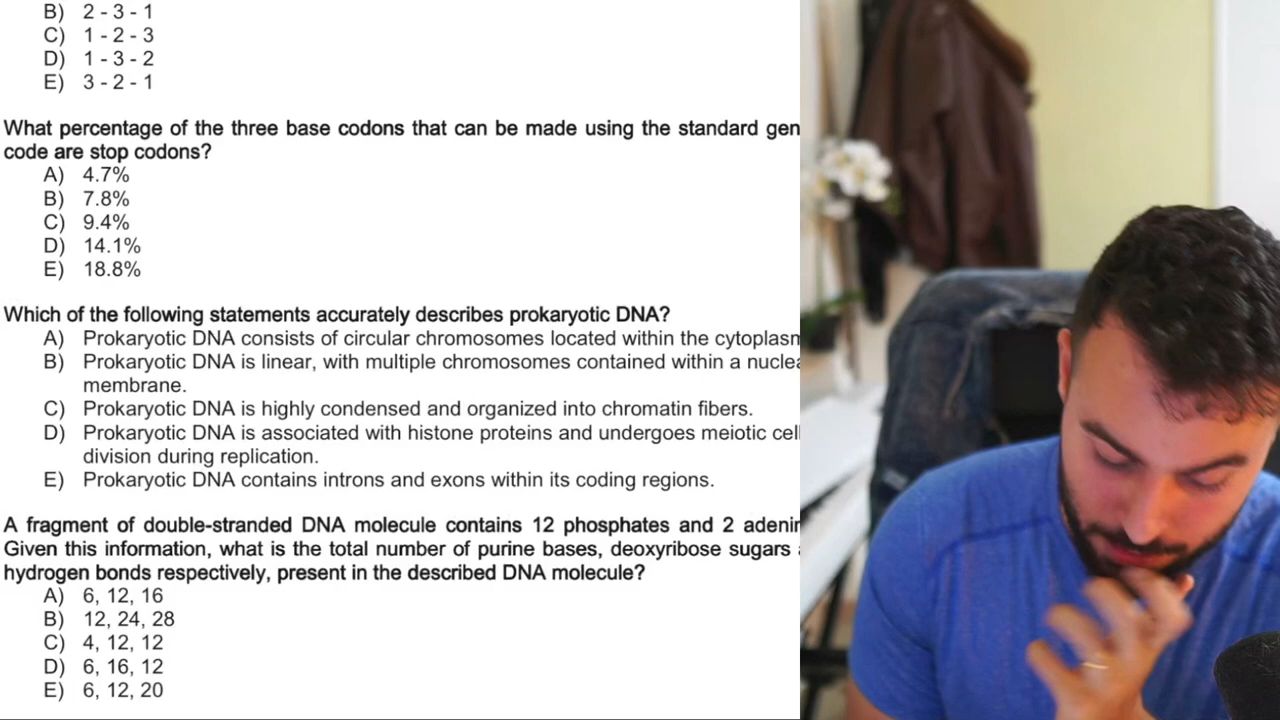 B) 2 - 3 - 1
C) 1 - 2 - 3
D) 1 - 3 - 2
E) 3 - 2 - 1
What percentage of the three base codons that can be made using the standard gen
code are stop codons?
A) 4.7%
B) 7.8%
C) 9.4%
D) 14.1%
E) 18.8%
Which of the following statements accurately describes prokaryotic DNA?
A) Prokaryotic DNA consists of circular chromosomes located within the cytoplasm
B) Prokaryotic DNA is linear, with multiple chromosomes contained within a nuclea
membrane.
C) Prokaryotic DNA is highly condensed and organized into chromatin fibers.
D) Prokaryotic DNA is associated with histone proteins and undergoes meiotic cell
division during replication.
E) Prokaryotic DNA contains introns and exons within its coding regions.
A fragment of double-stranded DNA molecule contains 12 phosphates and 2 adenin
Given this information, what is the total number of purine bases, deoxyribose sugars
hydrogen bonds respectively, present in the described DNA molecule?
A) 6, 12, 16
B) 12, 24, 28
C) 4, 12, 12
D) 6, 16, 12
E) 6, 12, 20